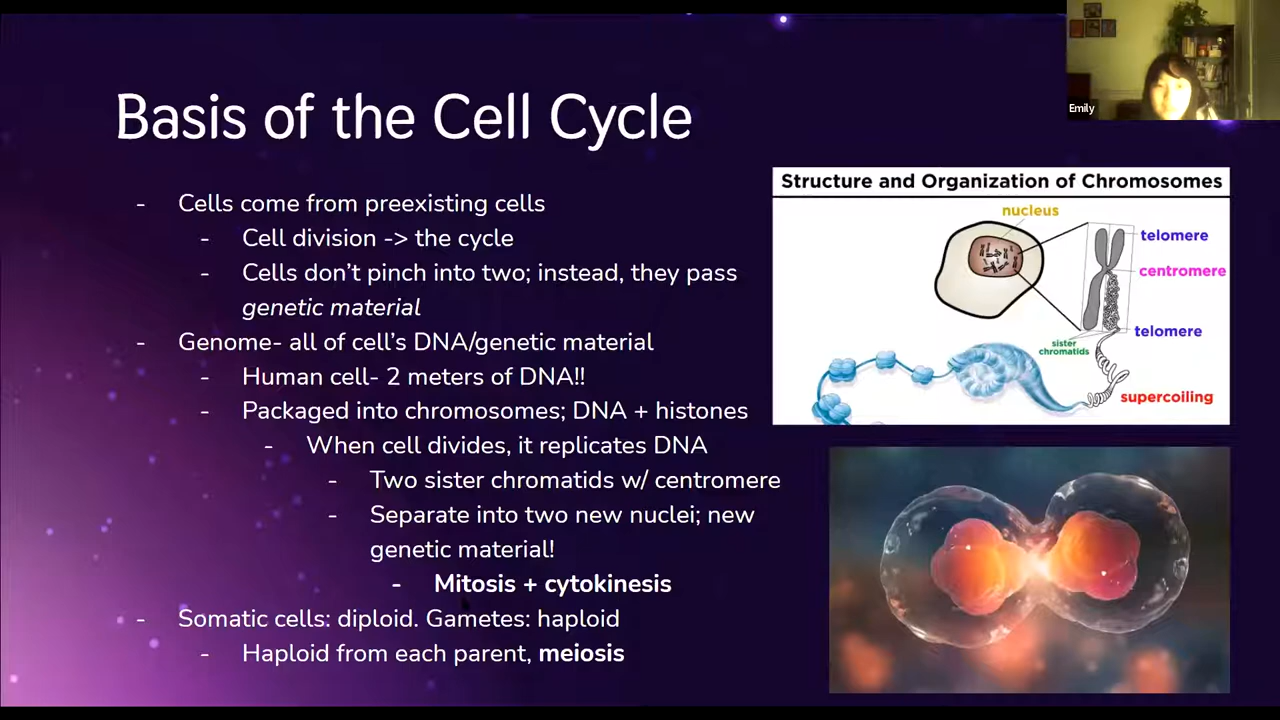 Emily
Basis of the Cell Cycle
- Cells come from preexisting cells
- Cell division -> the cycle
- Cells don’t pinch into two; instead, they pass
genetic material
- Genome- all of cell’s DNA/genetic material
- Human cell- 2 meters of DNA!!
- Packaged into chromosomes; DNA + histones
- When cell divides, it replicates DNA
- Two sister chromatids w/ centromere
- Separate into two new nuclei; new
genetic material!
- Mitosis + cytokinesis
- Somatic cells: diploid. Gametes: haploid
- Haploid from each parent, meiosis
Structure and Organization of Chromosomes
nucleus
telomere
centromere
telomere
sister
chromatids
supercoiling